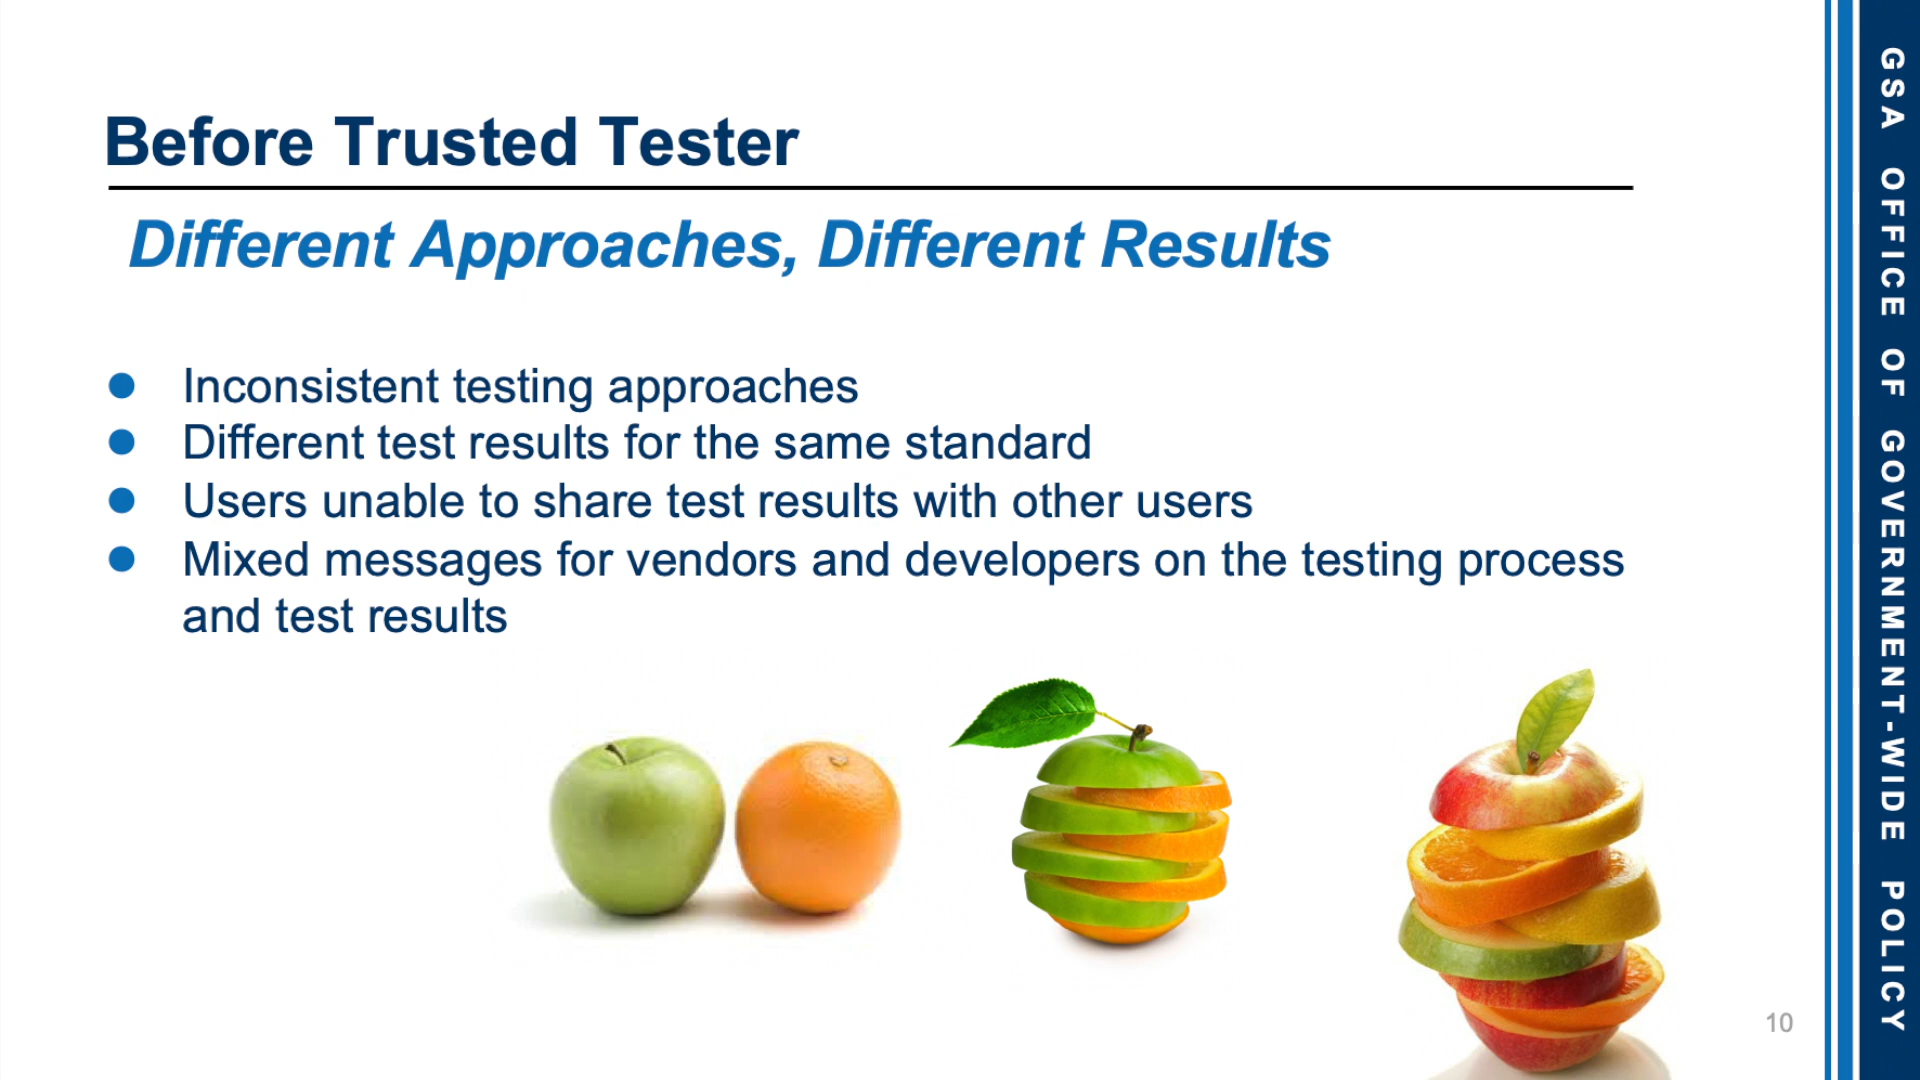 Before Trusted Tester
Different Approaches, Different Results
● Inconsistent testing approaches
● Different test results for the same standard
● Users unable to share test results with other users
● Mixed messages for vendors and developers on the testing process
and test results
10
GSA OFFICE OF GOVERNMENT-WIDE POLICY